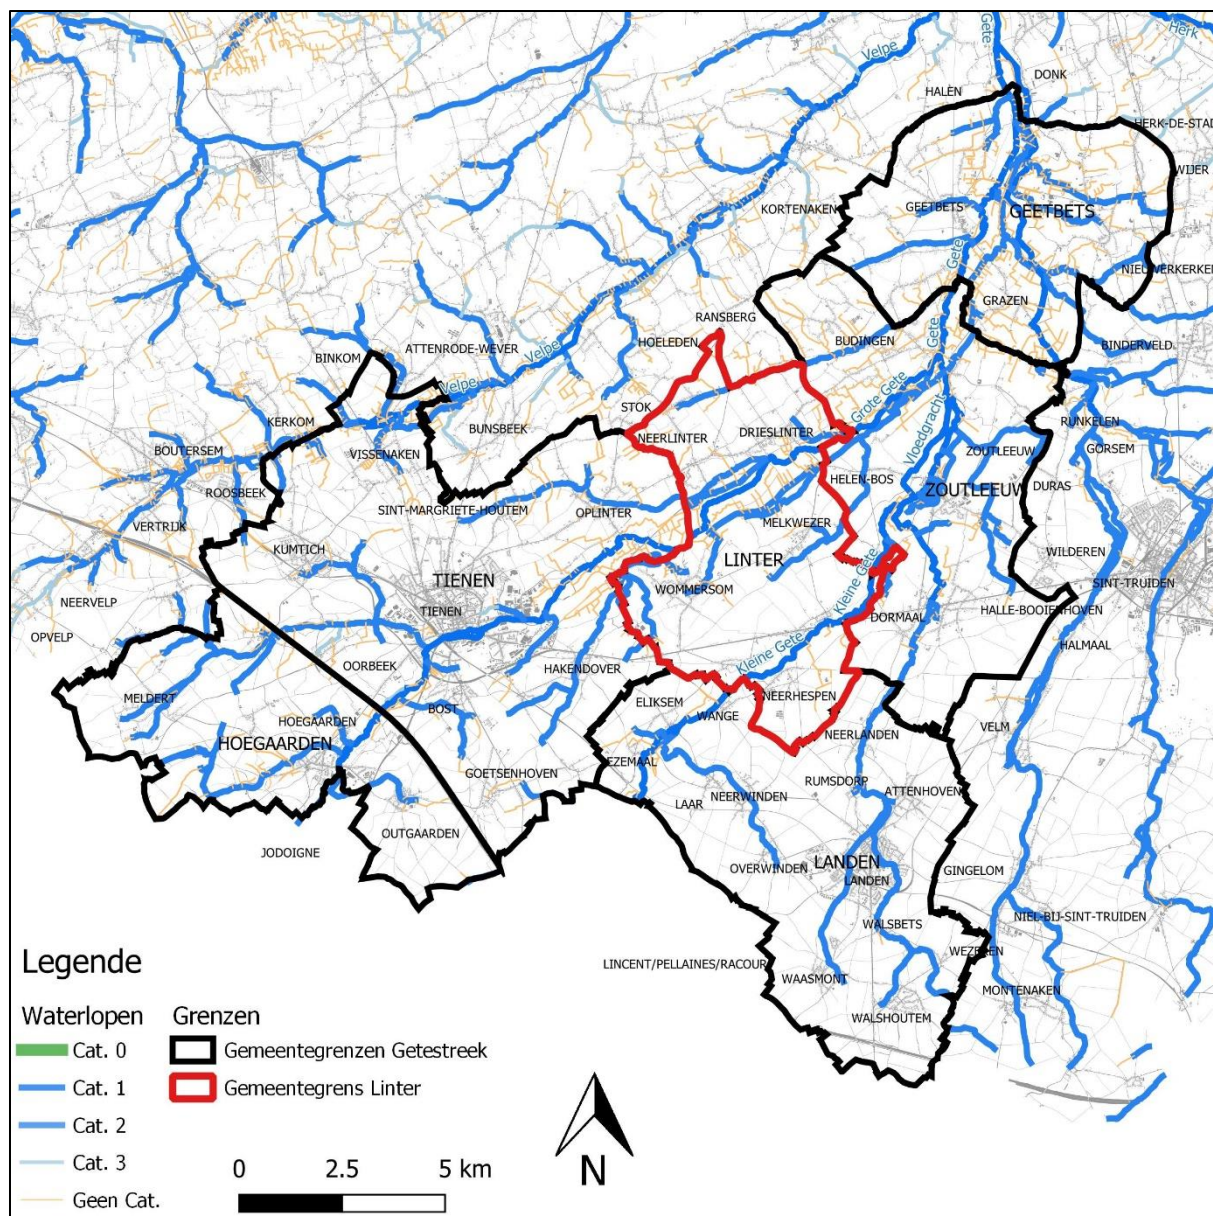 Gete
Herk
Velpe
DONK
HALEN
HERK-DE-STAD
WIJER
KORTENAKEN
GEETBETS
GEETBETS
Gete
NIEUWERKERKEN
GRAZEN
RANSBERG
HOELEDEN
BUDINGEN
Gete
BINDERVELD
ATTENRODE-WEVER
BINKOM
Velpe
Velpe
STOK
Grote Gete
KERKOM
BUNSBEEK
NEERLINTER
DRIESLINTER
RUNKELEN
BOUTERSEM
VISSENAKEN
Vloedgracht
ZOUTLEEUW
GORSEM
ROOSBEEK
HELEN-BOS
ZOUTLEEUW
DURAS
SINT-MARGRIETE-HOUTEM
OPLINTER
MELKWEZER
VERTRIJK
KUMTICH
LINTER
WILDEREN
TIENEN
WOMMERSOM
Kleine Gete
SINT-TRUIDEN
NEERVELP
TIENEN
DORMAAL
HALLE-BOOIENHOVEN
OPVELP
HALMAAL
OORBEEK
HAKENDOVER
Kleine Gete
MELDERT
ELIKSEM
NEERHESPEN
BOST
HOEGAARDEN
WANGE
VELM
HOEGAARDEN
NEERLANDEN
EZEMAAL
GOETSENHOVEN
RUMSDORP
NEERWINDEN
ATTENHOVEN
LAAR
OUTGAARDEN
JODOIGNE
OVERWINDEN
LANDEN
GINGELOM
LANDEN
NIEL-BIJ-SINT-TRUIDEN
WALSBETS
WEZEREN
LINCENT/PELLAINES/RACOUR
WAASMONT
MONTENAKEN
WALSHOUTEM
Legende
Waterlopen
Grenzen
Cat. 0
Gemeentegrenzen Getestreek
Cat. 1
Gemeentegrens Linter
Cat. 2
Cat. 3
Geen Cat.
0 2.5 5 km
N